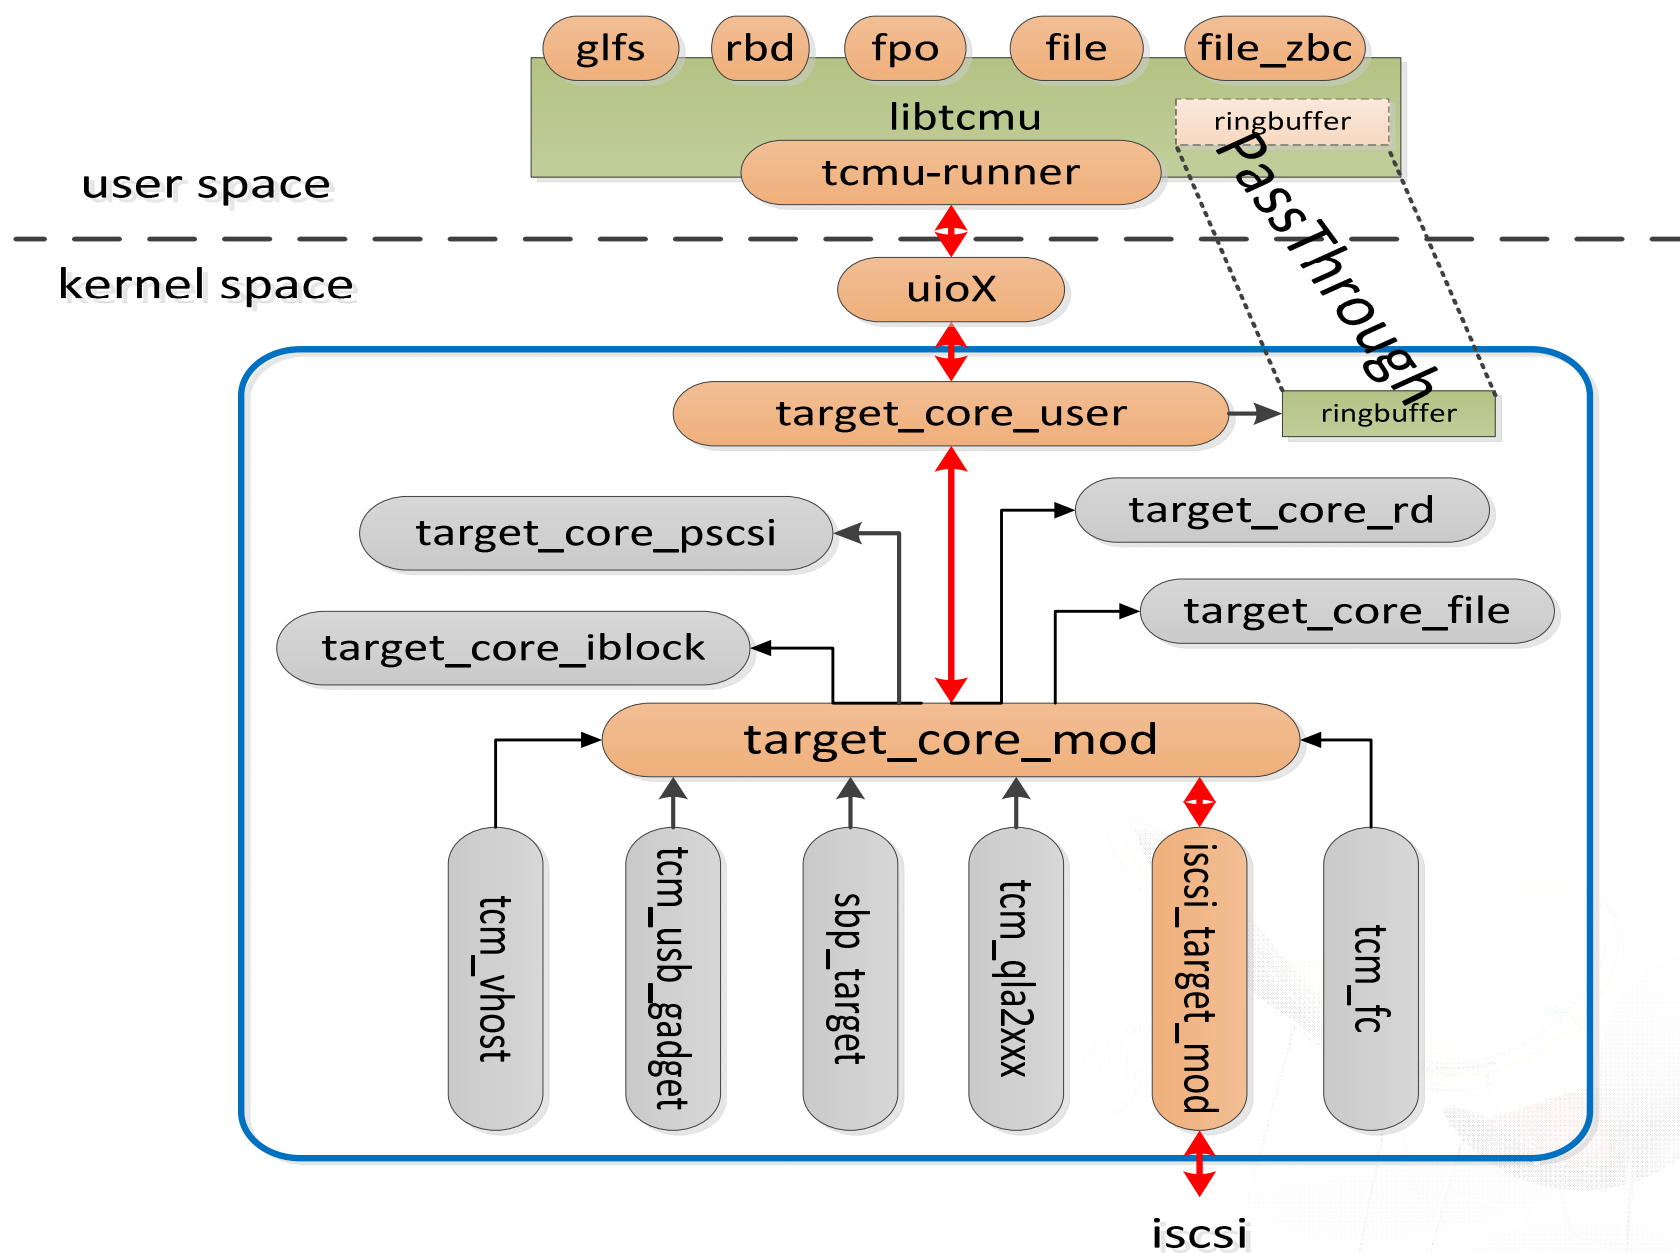 glfs
rbd
fpo
file
file_zbc
libtcmu
ringbuffer
tcmu-runner
user space
PassThrough
kernel space
uioX
target_core_user
ringbuffer
target_core_pscsi
target_core_rd
target_core_iblock
target_core_file
target_core_mod
tcm_vhost
tcm_usb_gadget
sbp_target
tcm_qla2xxx
iscsi_target_mod
tcm_fc
iscsi